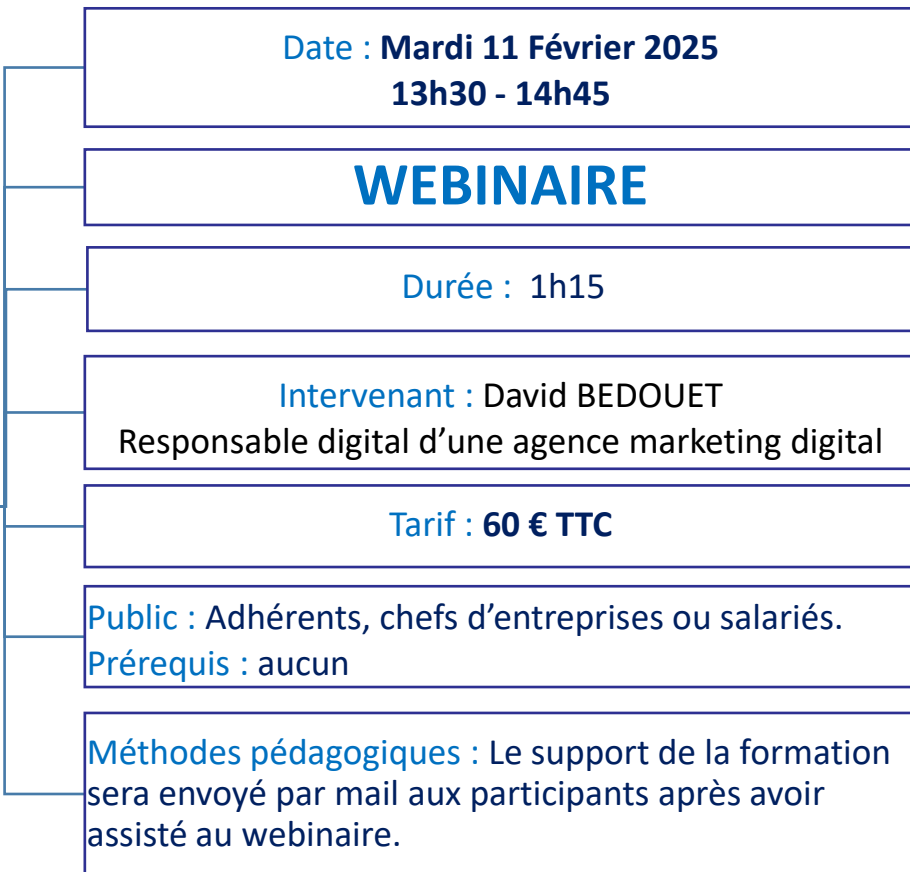 Date : Mardi 11 Février 2025
13h30 - 14h45
WEBINAIRE
Durée : 1h15
Intervenant : David BEDOUET
Responsable digital d’une agence marketing digital
Tarif : 60 € TTC
Public : Adhérents, chefs d’entreprises ou salariés.
Prérequis : aucun
Méthodes pédagogiques : Le support de la formation
sera envoyé par mail aux participants après avoir
assisté au webinaire.